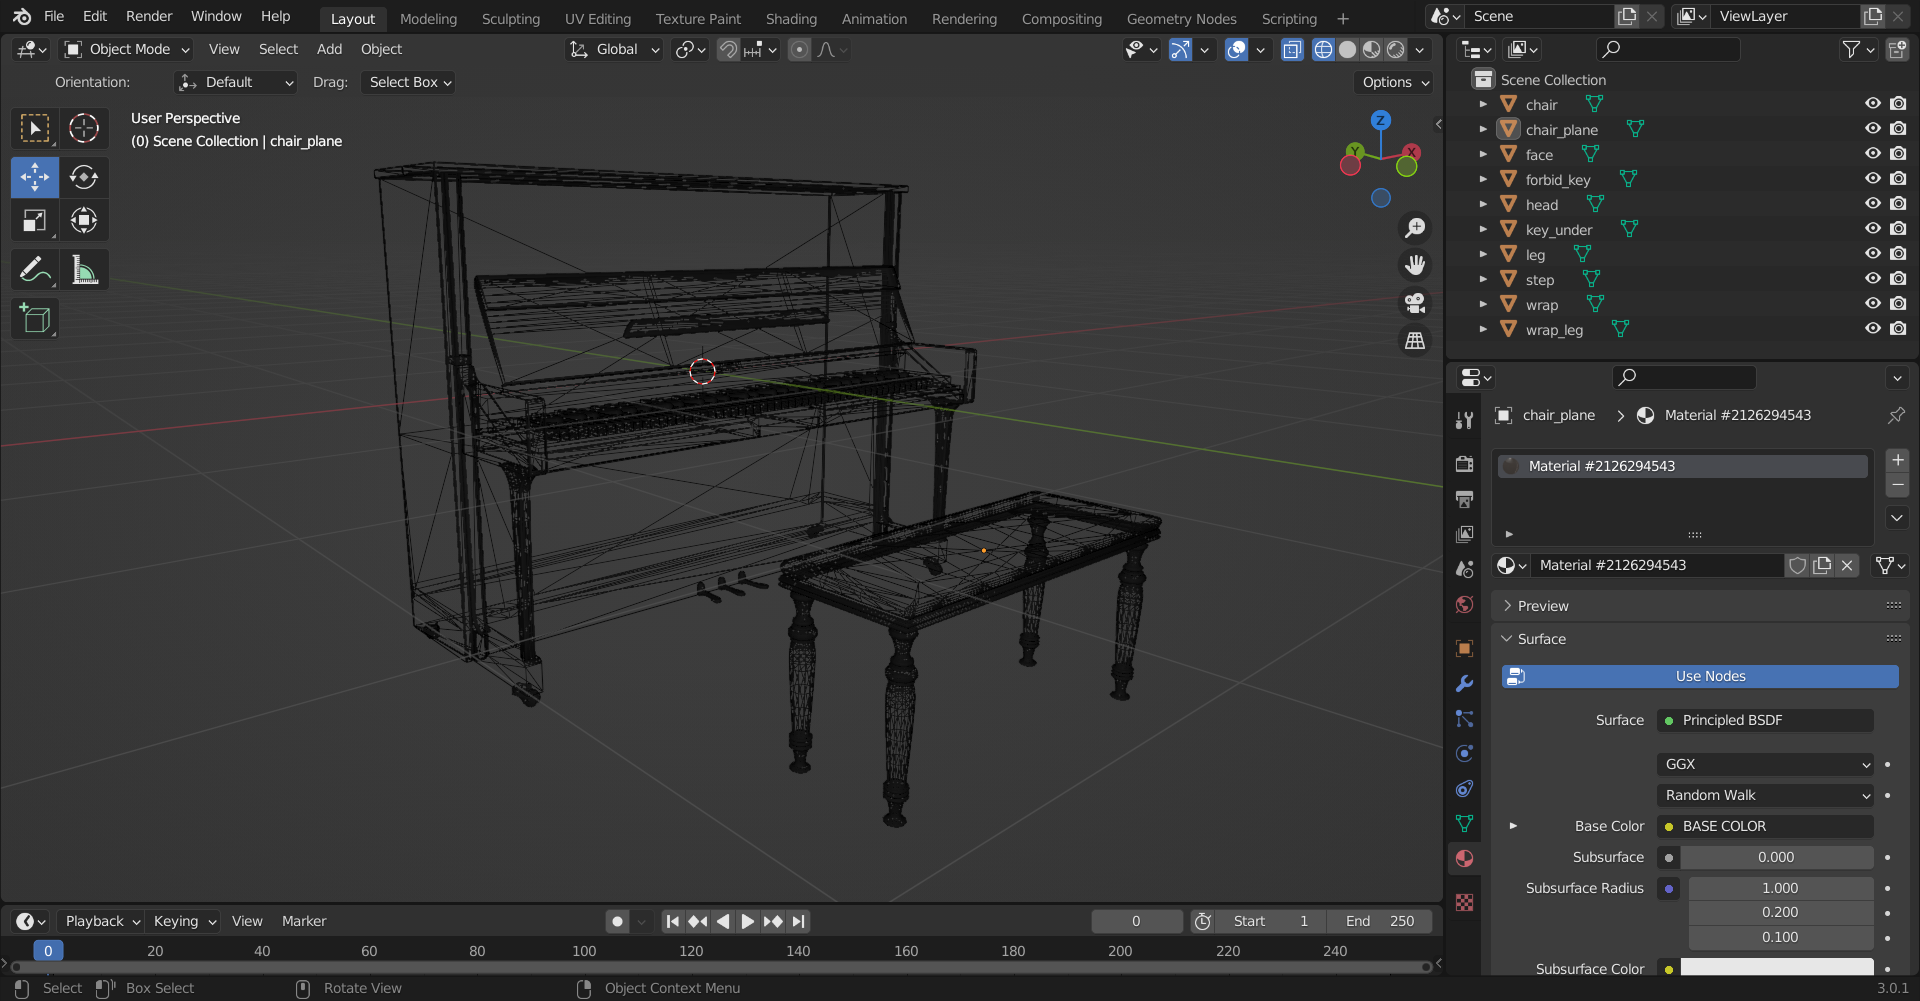 File Edit Render Window Help Layout Modeling Sculpting UV Editing Texture Paint Shading Animation Rendering Compositing Geometry Nodes Scripting + Scene ViewLayer
Object Mode View Select Add Object Global
Orientation: Default Drag: Select Box Options
User Perspective
(0) Scene Collection | chair_plane
Z
Y X
Scene Collection
chair
chair_plane
face
forbid_key
head
key_under
leg
step
wrap
wrap_leg
chair_plane > Material #2126294543
Material #2126294543
Material #2126294543
Preview
Surface
Use Nodes
Surface Principled BSDF
GGX
Random Walk
Base Color BASE COLOR
Subsurface 0.000
Subsurface Radius 1.000
0.200
0.100
Subsurface Color
Playback Keying View Marker 0 Start 1 End 250
0 20 40 60 80 100 120 140 160 180 200 220 240
Select Box Select Rotate View Object Context Menu 3.0.1